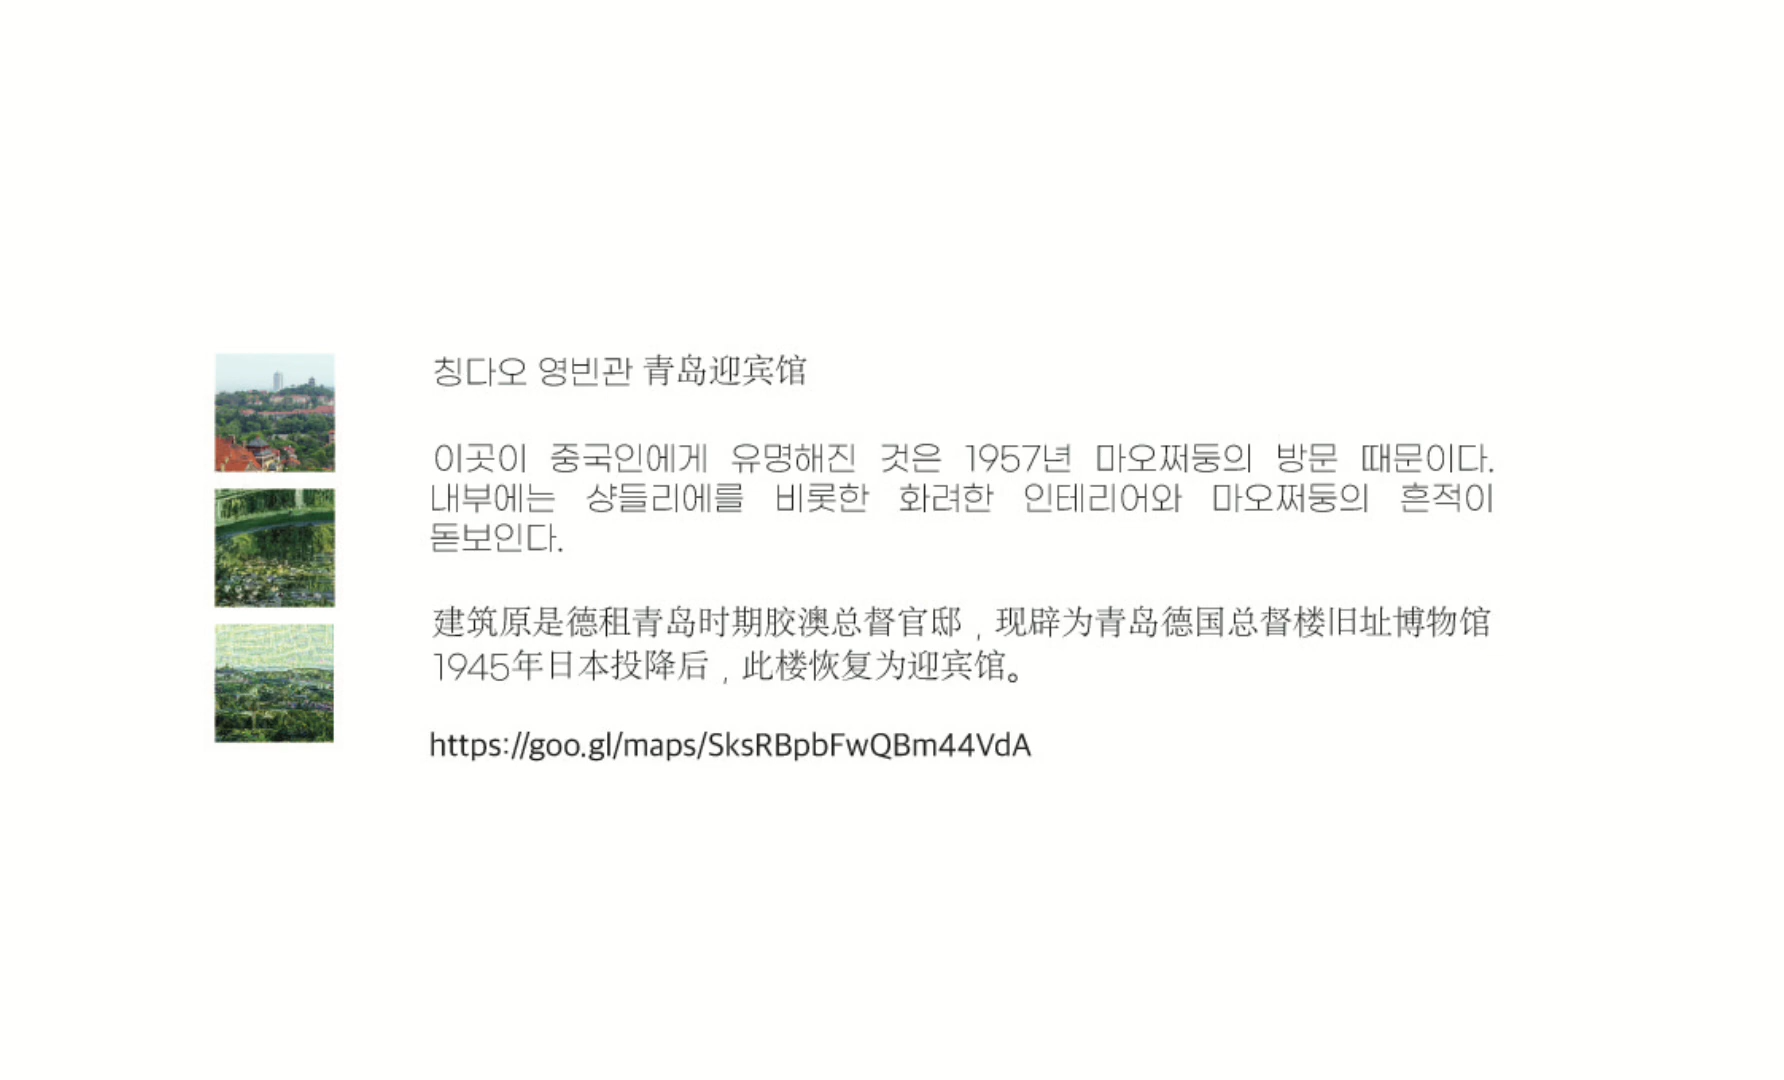 칭다오 영빈관 青岛迎宾馆
이곳이 중국인에게 유명해진 것은 1957년 마오쩌둥의 방문 때문이다.
내부에는 샹들리에를 비롯한 화려한 인테리어와 마오쩌둥의 흔적이
돋보인다.
建筑原是德租青岛时期胶澳总督官邸，现辟为青岛德国总督楼旧址博物馆
1945年日本投降后，此楼恢复为迎宾馆。
https://goo.gl/maps/SksRBpbFwQBm44VdA